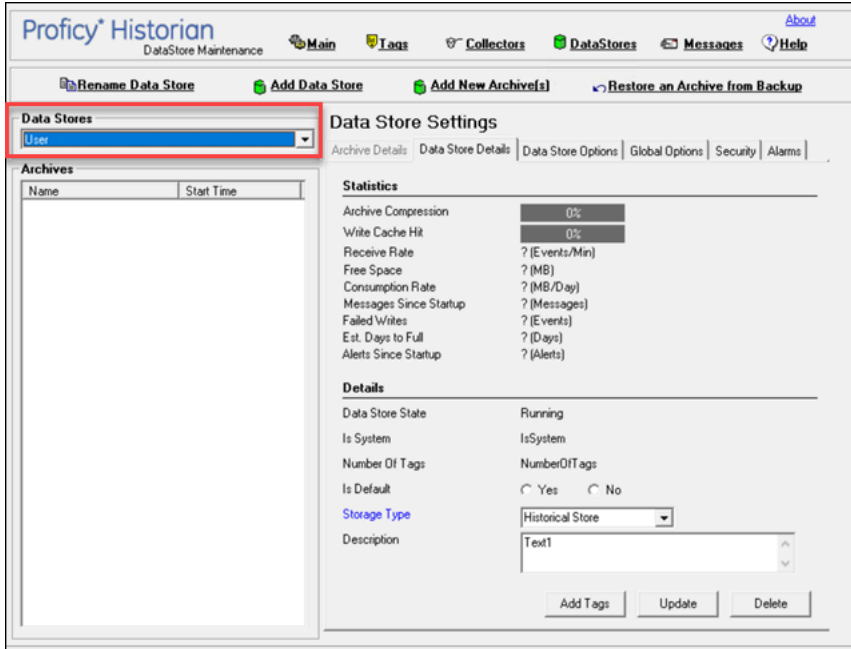 Proficy* Historian
DataStore Maintenance
Main
Tags
Collectors
DataStores
Messages
About
Help
Rename Data Store
Add Data Store
Add New Archive(s)
Restore an Archive from Backup
Data Stores
User
Archives
Name
Start Time
Data Store Settings
Archive Details
Data Store Details
Data Store Options
Global Options
Security
Alarms
Statistics
Archive Compression 0%
Write Cache Hit 0%
Receive Rate ? (Events/Min)
Free Space ? (MB)
Consumption Rate ? (MB/Day)
Messages Since Startup ? (Messages)
Failed Writes ? (Events)
Est. Days to Full ? (Days)
Alerts Since Startup ? (Alerts)
Details
Data Store State Running
Is System IsSystem
Number Of Tags NumberOfTags
Is Default Yes No
Storage Type Historical Store
Description Text1
Add Tags
Update
Delete